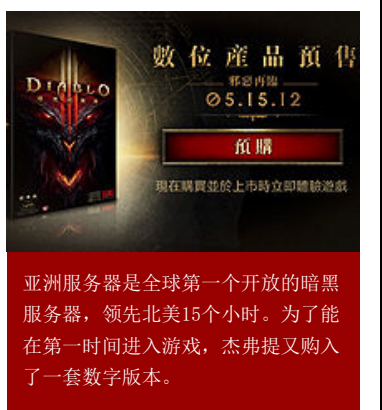 數位產品預售
DIABLO
III
邪惡再臨
05.15.12
預購
現在購買並於上市時立即體驗遊戲
亚洲服务器是全球第一个开放的暗黑
服务器，领先北美15个小时。为了能
在第一时间进入游戏，杰弗提又购入
了一套数字版本。